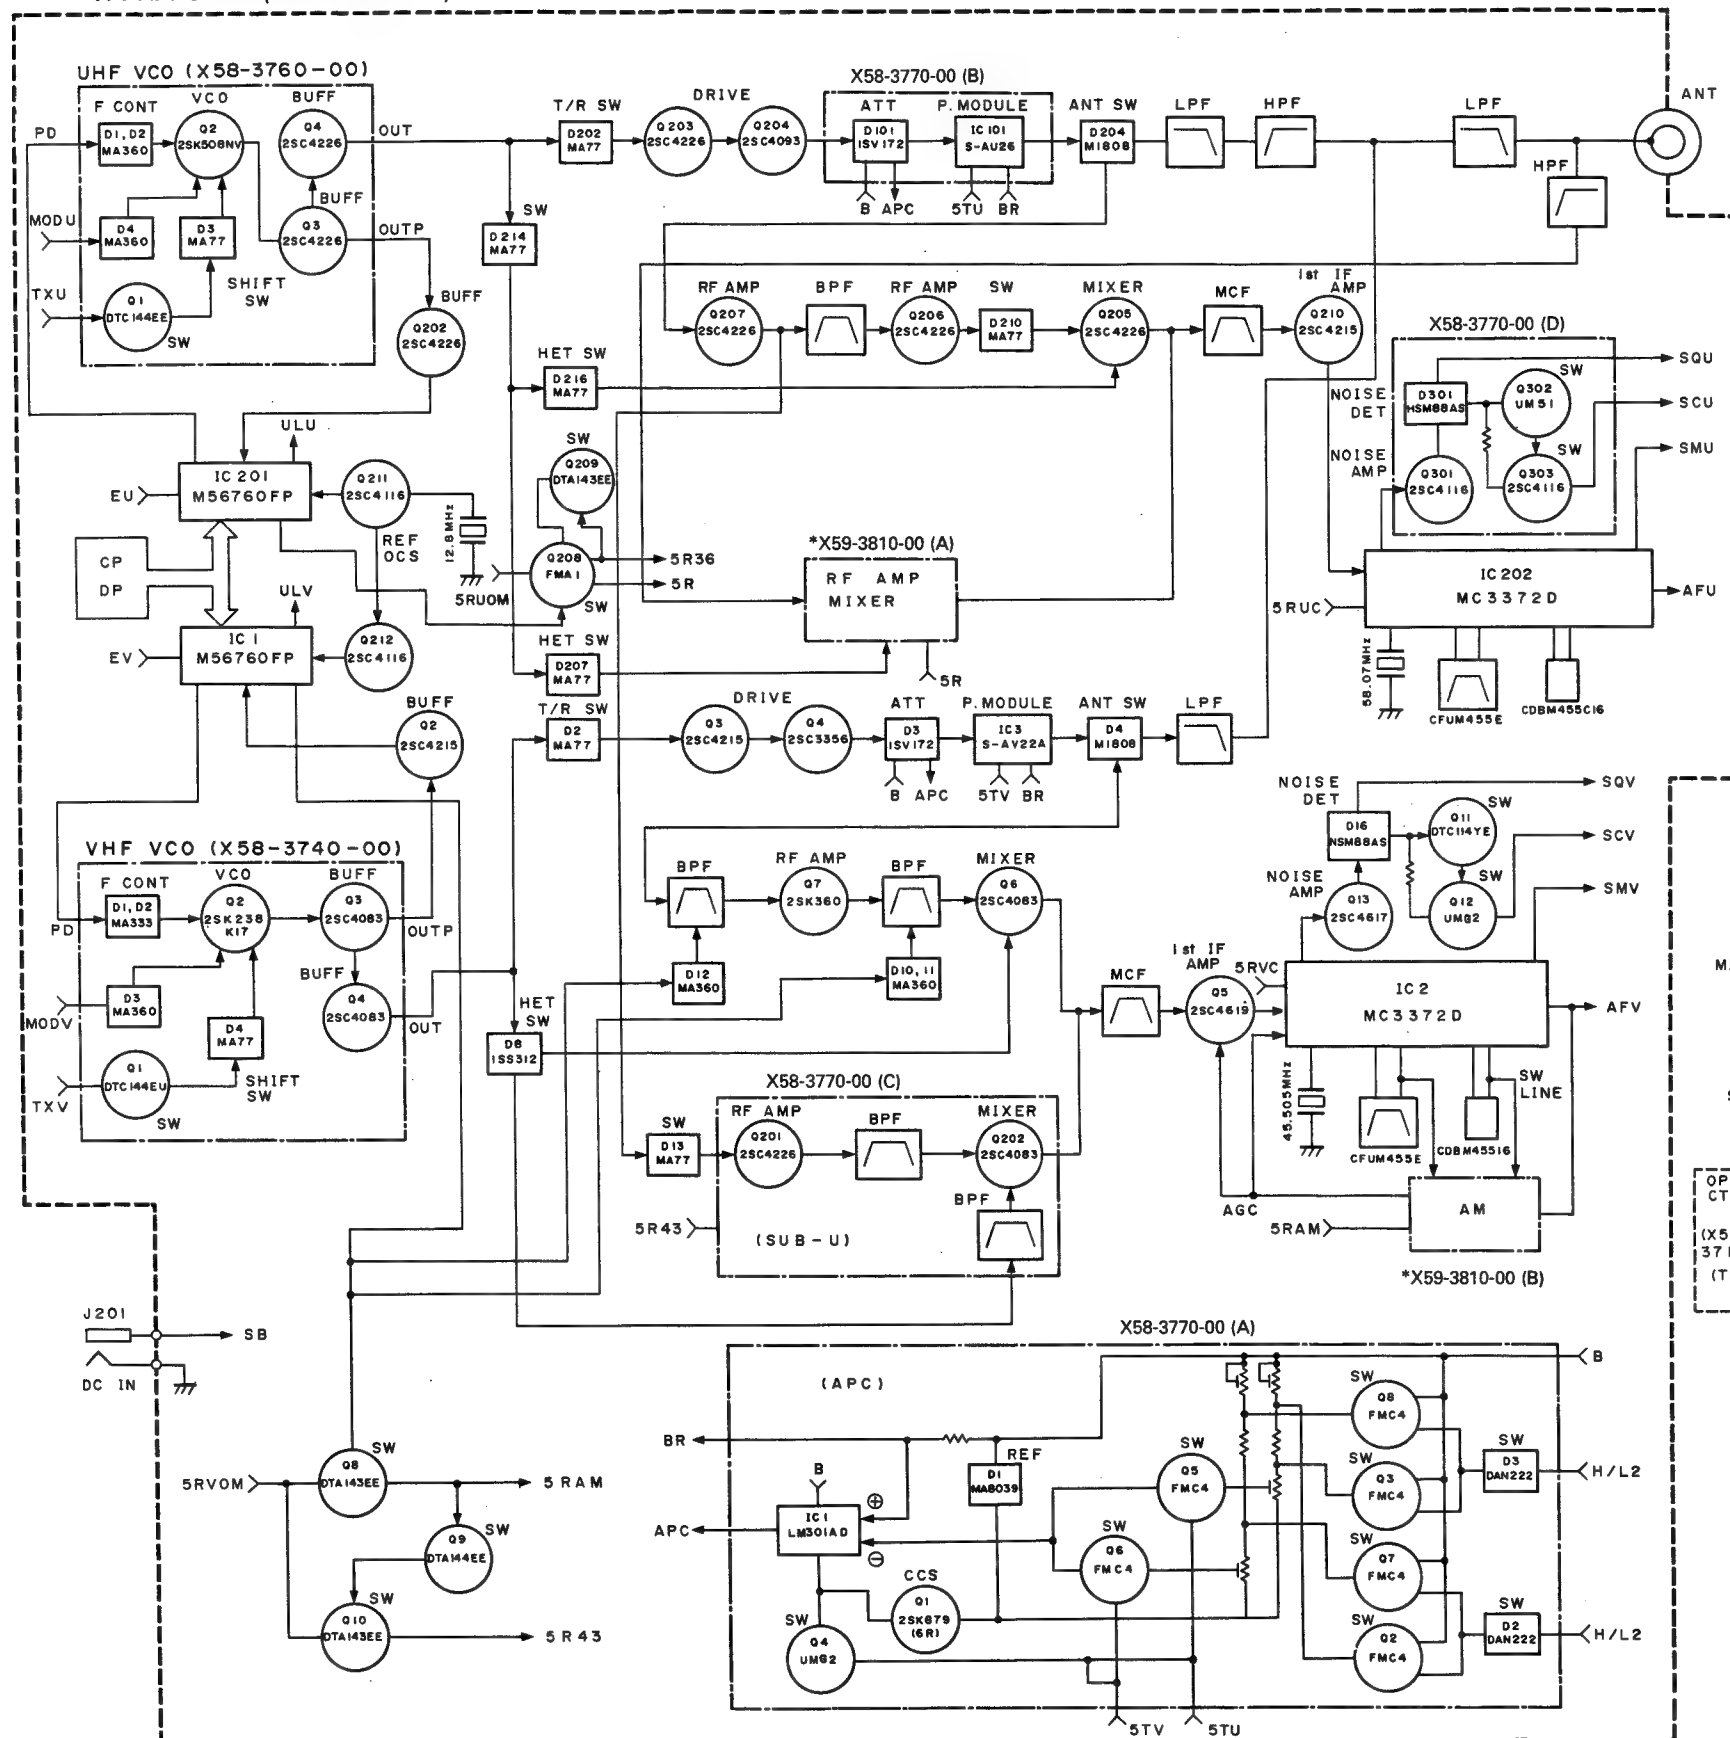 UHF VCO (X58-3760-00)
F CONT
VCO
BUFF
PD
D1, D2
MA360
Q2
2SK508NV
Q4
2SC4226
OUT
MODU
D4
MA360
D3
MA77
BUFF
Q3
2SC4226
OUTP
TXU
Q1
DTC144EE
SW
SHIFT
SW
BUFF
Q202
2SC4226
T/R SW
D202
MA77
DRIVE
Q203
2SC4226
Q204
2SC4093
X58-3770-00 (B)
ATT
D101
1SV172
P.MODULE
IC101
S-AU26
B
APC
5TU
BR
ANT SW
D204
M1808
LPF
HPF
LPF
ANT
HPF
SW
D214
MA77
RF AMP
Q207
2SC4226
BPF
RF AMP
Q206
2SC4226
SW
D210
MA77
MIXER
Q205
2SC4226
MCF
1st IF
AMP
Q210
2SC4215
HET SW
D216
MA77
X58-3770-00 (D)
NOISE
DET
D301
HSM88AS
SW
Q302
UM51
NOISE
AMP
Q301
2SC4116
SW
Q303
2SC4116
SQU
SCU
SMU
ULU
IC201
M56760FP
EU
Q211
2SC4116
REF
OCS
12.8MHz
CP
DP
ULV
IC1
M56760FP
EV
Q212
2SC4116
SW
Q209
DTA143EE
Q208
FMA1
SW
5RUOM
5R36
5R
*X59-3810-00 (A)
RF AMP
MIXER
5R
IC202
MC3372D
5RUC
AFU
58.07MHz
CFUM455E
CDBM455C16
HET SW
D207
MA77
T/R SW
D2
MA77
BUFF
Q2
2SC4215
DRIVE
Q3
2SC4215
Q4
2SC3356
ATT
D3
1SV172
P.MODULE
IC3
S-AV22A
ANT SW
D4
M1808
LPF
B
APC
5TV
BR
VHF VCO (X58-3740-00)
F CONT
VCO
BUFF
PD
D1, D2
MA333
Q2
2SK238
K17
Q3
2SC4083
OUTP
BUFF
Q4
2SC4083
OUT
MODV
D3
MA360
D4
MA77
TXV
Q1
DTC144EU
SW
SHIFT
SW
BPF
RF AMP
Q7
2SK360
BPF
MIXER
Q6
2SC4083
D12
MA360
D10, 11
MA360
HET
SW
D8
1SS312
NOISE
DET
D16
NSM88AS
SW
Q11
DTC114YE
NOISE
AMP
Q13
2SC4617
SW
Q12
UMG2
SQV
SCV
SMV
MCF
1st IF
AMP
Q5
2SC4619
5RVC
IC2
MC3372D
AFV
45.505MHz
CFUM455E
CDBM45516
SW
LINE
AGC
5RAM
AM
*X59-3810-00 (B)
X58-3770-00 (C)
SW
D13
MA77
RF AMP
Q201
2SC4226
BPF
MIXER
Q202
2SC4083
BPF
5R43
(SUB-U)
J201
SB
DC IN
5RVOM
Q8
DTA143EE
SW
5RAM
Q9
DTA144EE
SW
Q10
DTA143EE
SW
5R43
X58-3770-00 (A)
(APC)
B
BR
REF
D1
MA8039
B
IC1
LM301AD
⊕
⊖
APC
CCS
Q1
2SK879
(GR)
SW
Q4
UMG2
SW
Q5
FMC4
SW
Q6
FMC4
SW
Q8
FMC4
SW
Q3
FMC4
SW
Q7
FMC4
SW
Q2
FMC4
SW
D3
DAN222
H/L2
SW
D2
DAN222
H/L2
5TV
5TU
OP
CT
(X5
37
(T